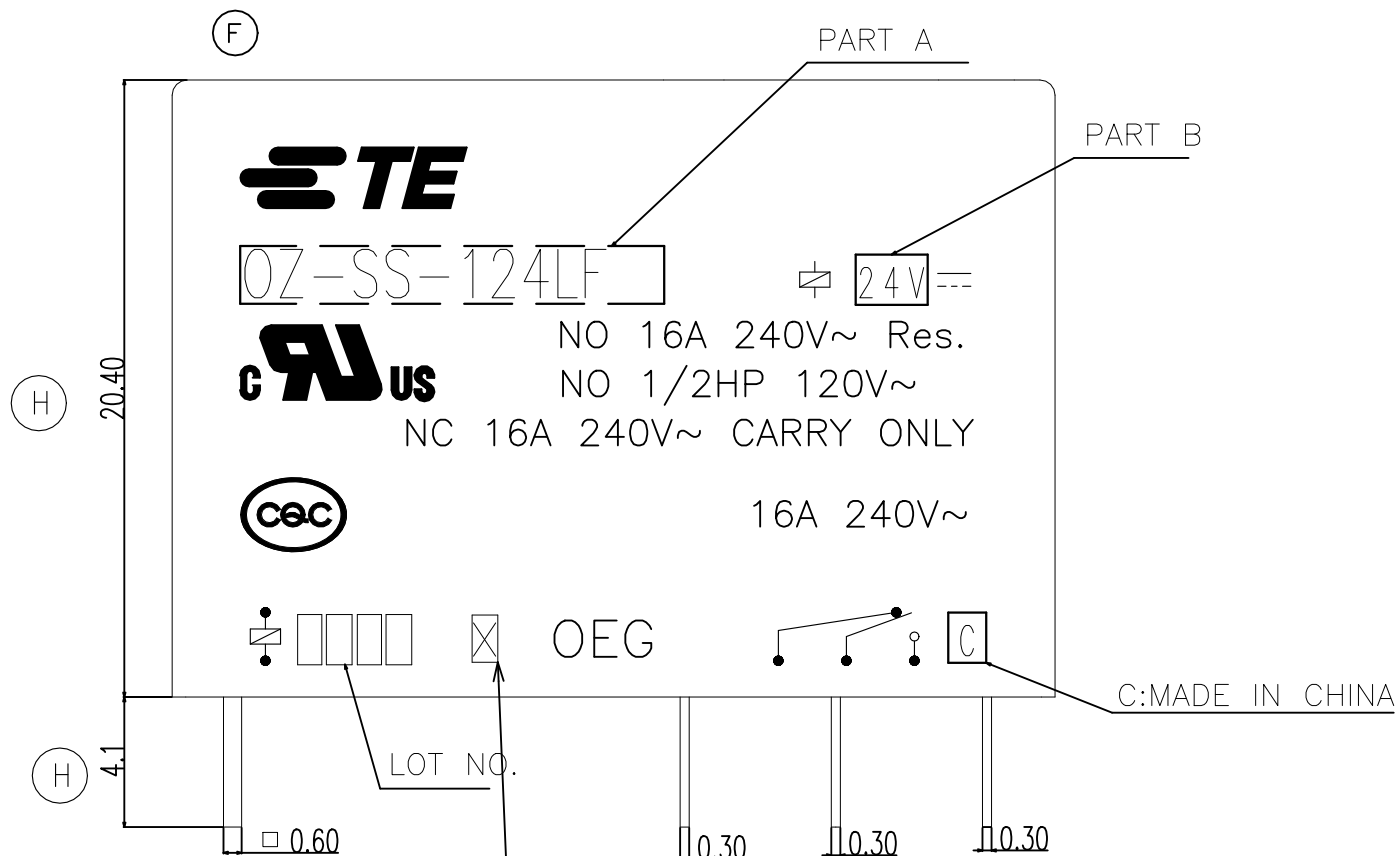 F
PART A
PART B
TE
OZ-SS-124LF
24V
NO 16A 240V~ Res.
C RU US
NO 1/2HP 120V~
NC 16A 240V~ CARRY ONLY
H
20.40
CQC
16A 240V~
OEG
C
C:MADE IN CHINA
H
4.1
LOT NO.
0.60
0.30
0.30
0.30